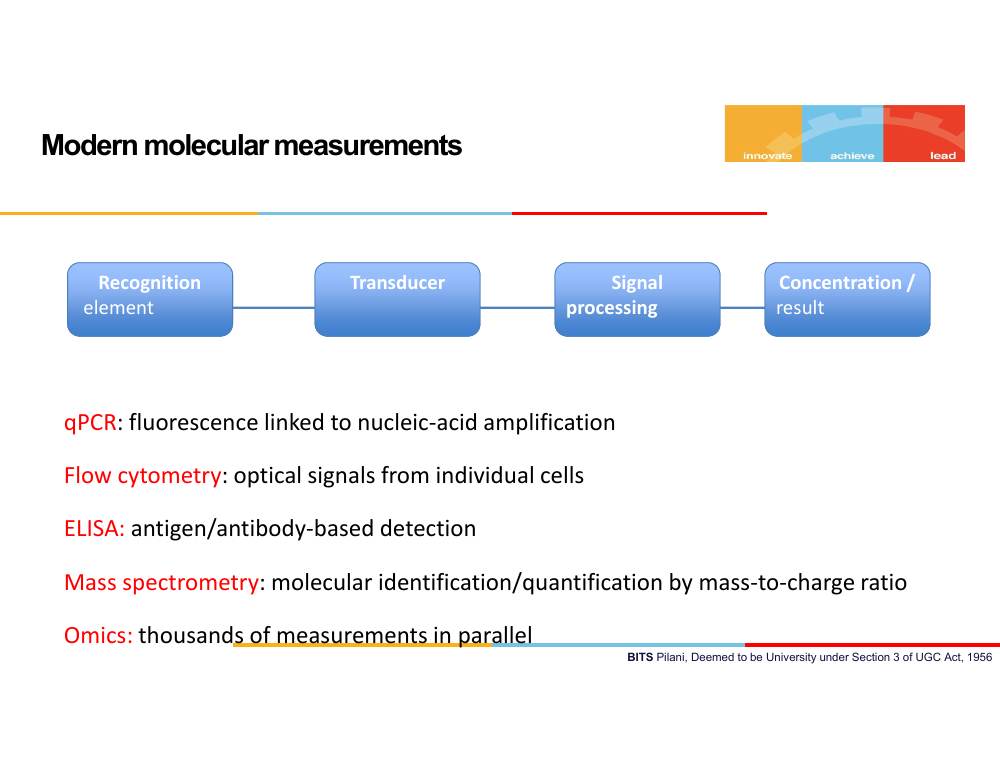 Modern molecular measurements
innovate achieve lead
Recognition
element
Transducer
Signal
processing
Concentration /
result
qPCR: fluorescence linked to nucleic-acid amplification
Flow cytometry: optical signals from individual cells
ELISA: antigen/antibody-based detection
Mass spectrometry: molecular identification/quantification by mass-to-charge ratio
Omics: thousands of measurements in parallel
BITS Pilani, Deemed to be University under Section 3 of UGC Act, 1956